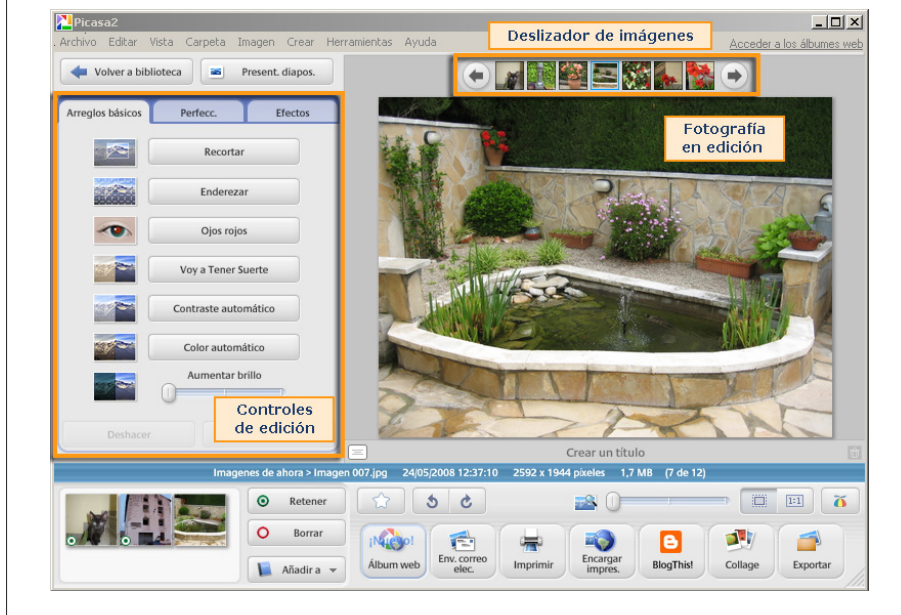 Picasa2
Archivo Editar Vista Carpeta Imagen Crear Herramientas Ayuda
Deslizador de imágenes
Acceder a los álbumes web
Volver a biblioteca
Present. diapos.
Arreglos básicos
Perfecc.
Efectos
Fotografía
en edición
Recortar
Enderezar
Ojos rojos
Voy a Tener Suerte
Contraste automático
Color automático
Aumentar brillo
Controles
de edición
Deshacer
Crear un título
Imagenes de ahora > Imagen 007.jpg 24/05/2008 12:37:10 2592 x 1944 píxeles 1,7 MB (7 de 12)
Retener
Borrar
Añadir a
1:1
¡Nuevo!
Álbum web
Env. correo
elec.
Imprimir
Encargar
impres.
BlogThis!
Collage
Exportar